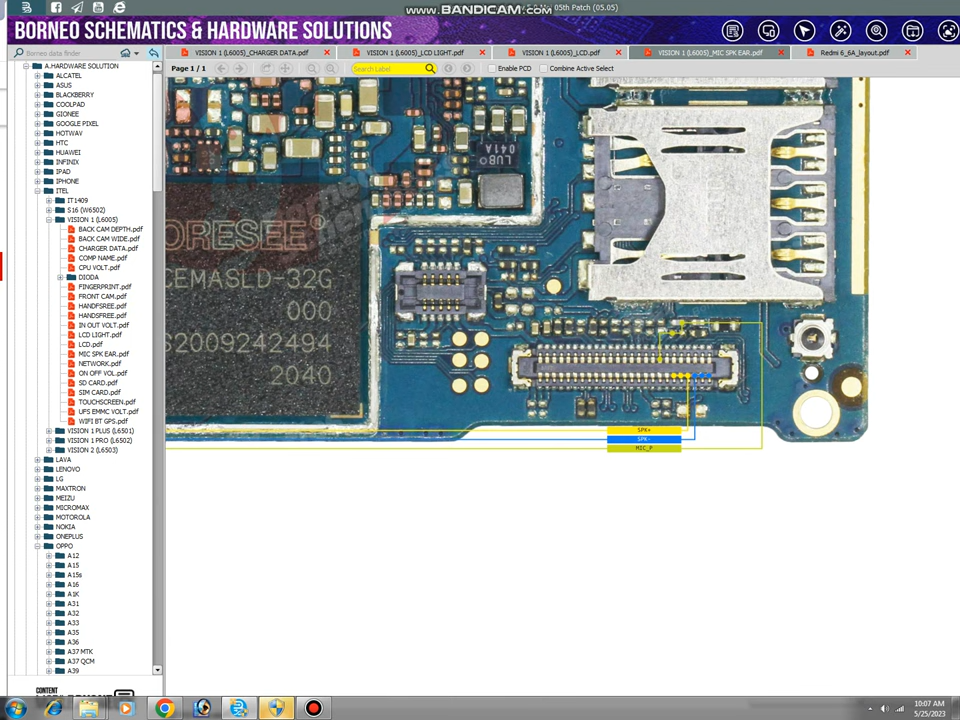 www.BANDICAM.com
05th Patch (05.05)
BORNEO SCHEMATICS & HARDWARE SOLUTIONS
Borneo data finder
VISION 1 (L6005)_CHARGER DATA.pdf
VISION 1 (L6005)_LCD LIGHT.pdf
VISION 1 (L6005)_LCD.pdf
VISION 1 (L6005)_MIC SPK EAR.pdf
Redmi 6_6A_layout.pdf
Page 1 / 1
Search Label
Enable PCD
Combine Active Select
A.HARDWARE SOLUTION
ALCATEL
ASUS
BLACKBERRY
COOLPAD
GIONEE
GOOGLE PIXEL
HOTWAV
HTC
HUAWEI
INFINIX
IPAD
IPHONE
ITEL
IT1409
S16 (W6502)
VISION 1 (L6005)
BACK CAM DEPTH.pdf
BACK CAM WIDE.pdf
CHARGER DATA.pdf
COMP NAME.pdf
CPU VOLT.pdf
DIODA
FINGERPRINT.pdf
FRONT CAM.pdf
HANDFSREE.pdf
HANDSFREE.pdf
IN OUT VOLT.pdf
LCD LIGHT.pdf
LCD.pdf
MIC SPK EAR.pdf
NETWORK.pdf
ON OFF VOL.pdf
SD CARD.pdf
SIM CARD.pdf
TOUCHSCREEN.pdf
UFS EMMC VOLT.pdf
WIFI BT GPS.pdf
VISION 1 PLUS (L6501)
VISION 1 PRO (L6502)
VISION 2 (L6503)
LAVA
LENOVO
LG
MAXTRON
MEIZU
MICROMAX
MOTOROLA
NOKIA
ONEPLUS
OPPO
A12
A15
A15s
A16
A1K
A31
A32
A33
A35
A36
A37 MTK
A37 QCM
A39
CONTENT
LUB
041A
ORESEE®
CEMASLD-32G
000
S2009242494
2040
SPK+
SPK-
MIC_P
10:07 AM
5/25/2023